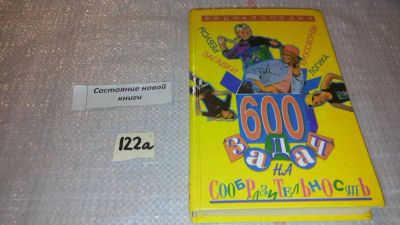 Состояние новой
книги
122а
ЭНЦИКЛОПЕДИЯ
РЕБУСЫ
ЗАГАДКИ
КРОССВОРДЫ
ЛОГИКА
600
ЗАДАЧ
НА
СООБРАЗИТЕЛЬНОСТЬ